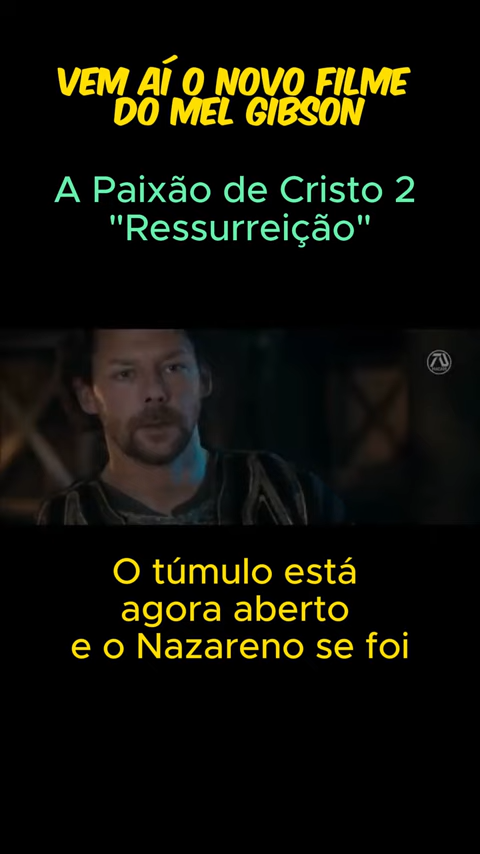 VEM AÍ O NOVO FILME
DO MEL GIBSON
A Paixão de Cristo 2
"Ressurreição"
O túmulo está
agora aberto
e o Nazareno se foi